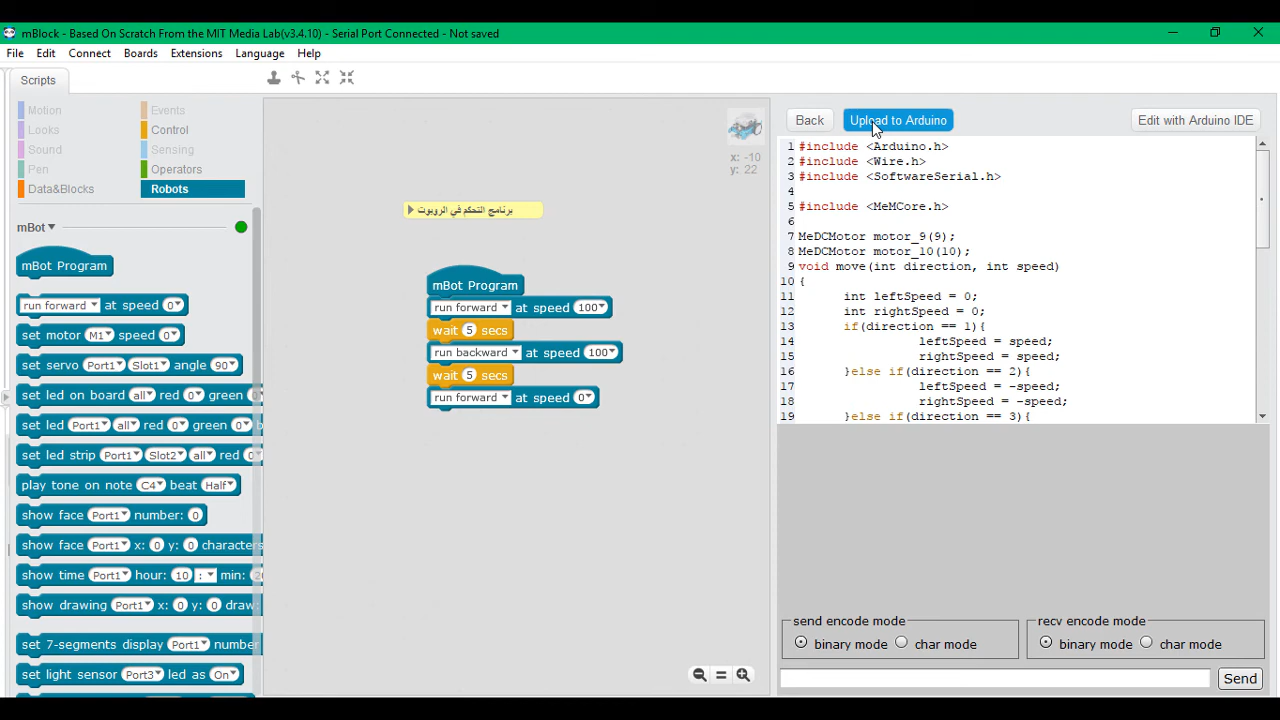 mBlock - Based On Scratch From the MIT Media Lab(v3.4.10) - Serial Port Connected - Not saved
File Edit Connect Boards Extensions Language Help
Scripts
Motion Events
Looks Control
Sound Sensing
Pen Operators
Data&Blocks Robots
mBot
mBot Program
run forward at speed 0
set motor M1 speed 0
set servo Port1 Slot1 angle 90
set led on board all red 0 green
set led Port1 all red 0 green 0
set led strip Port1 Slot2 all red
play tone on note C4 beat Half
show face Port1 number: 0
show face Port1 x: 0 y: 0 characters
show time Port1 hour: 10 : min:
show drawing Port1 x: 0 y: 0 draw:
set 7-segments display Port1 number
set light sensor Port3 led as On
x: -10
y: 22
برنامج التحكم في الروبوت
mBot Program
run forward at speed 100
wait 5 secs
run backward at speed 100
wait 5 secs
run forward at speed 0
Back Upload to Arduino Edit with Arduino IDE
1 #include <Arduino.h>
2 #include <Wire.h>
3 #include <SoftwareSerial.h>
4
5 #include <MeMCore.h>
6
7 MeDCMotor motor_9(9);
8 MeDCMotor motor_10(10);
9 void move(int direction, int speed)
10 {
11 int leftSpeed = 0;
12 int rightSpeed = 0;
13 if(direction == 1){
14 leftSpeed = speed;
15 rightSpeed = speed;
16 }else if(direction == 2){
17 leftSpeed = -speed;
18 rightSpeed = -speed;
19 }else if(direction == 3){
send encode mode
binary mode char mode
recv encode mode
binary mode char mode
Send